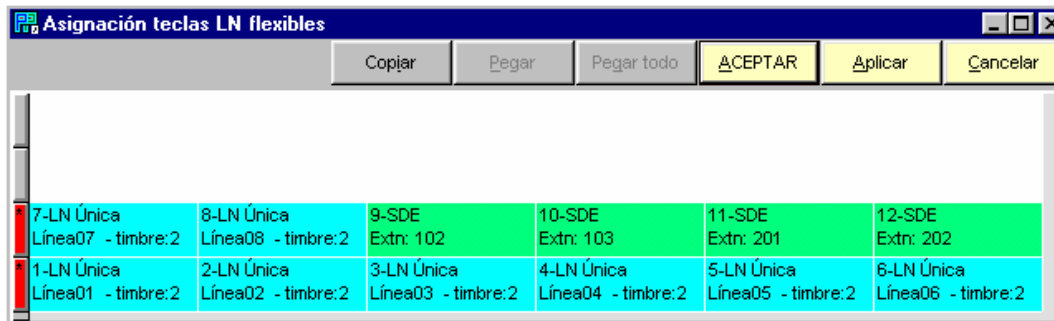 Asignación teclas LN flexibles
Copiar Pegar Pegar todo ACEPTAR Aplicar Cancelar
* 7-LN Única 8-LN Única 9-SDE 10-SDE 11-SDE 12-SDE
Línea07 - timbre:2 Línea08 - timbre:2 Extn: 102 Extn: 103 Extn: 201 Extn: 202
* 1-LN Única 2-LN Única 3-LN Única 4-LN Única 5-LN Única 6-LN Única
Línea01 - timbre:2 Línea02 - timbre:2 Línea03 - timbre:2 Línea04 - timbre:2 Línea05 - timbre:2 Línea06 - timbre:2